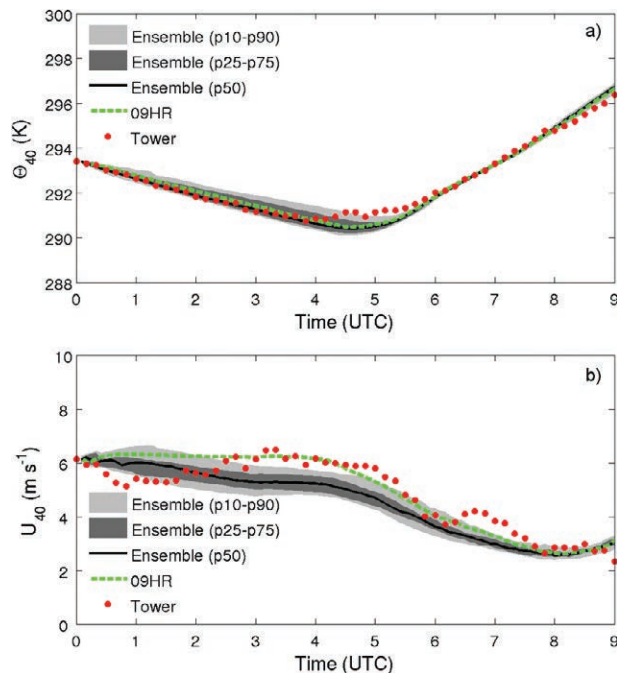 300
298
296
294
292
290
288
Θ40 (K)
a)
Ensemble (p10-p90)
Ensemble (p25-p75)
Ensemble (p50)
09HR
Tower
0 1 2 3 4 5 6 7 8 9
Time (UTC)
10
8
6
4
2
0
U40 (m s-1)
b)
Ensemble (p10-p90)
Ensemble (p25-p75)
Ensemble (p50)
09HR
Tower
0 1 2 3 4 5 6 7 8 9
Time (UTC)